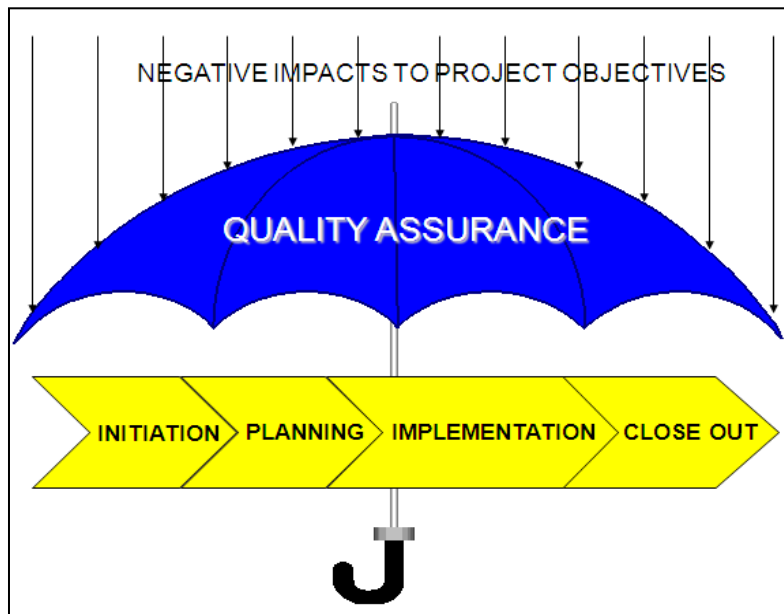 NEGATIVE IMPACTS TO PROJECT OBJECTIVES
QUALITY ASSURANCE
INITIATION PLANNING IMPLEMENTATION CLOSE OUT